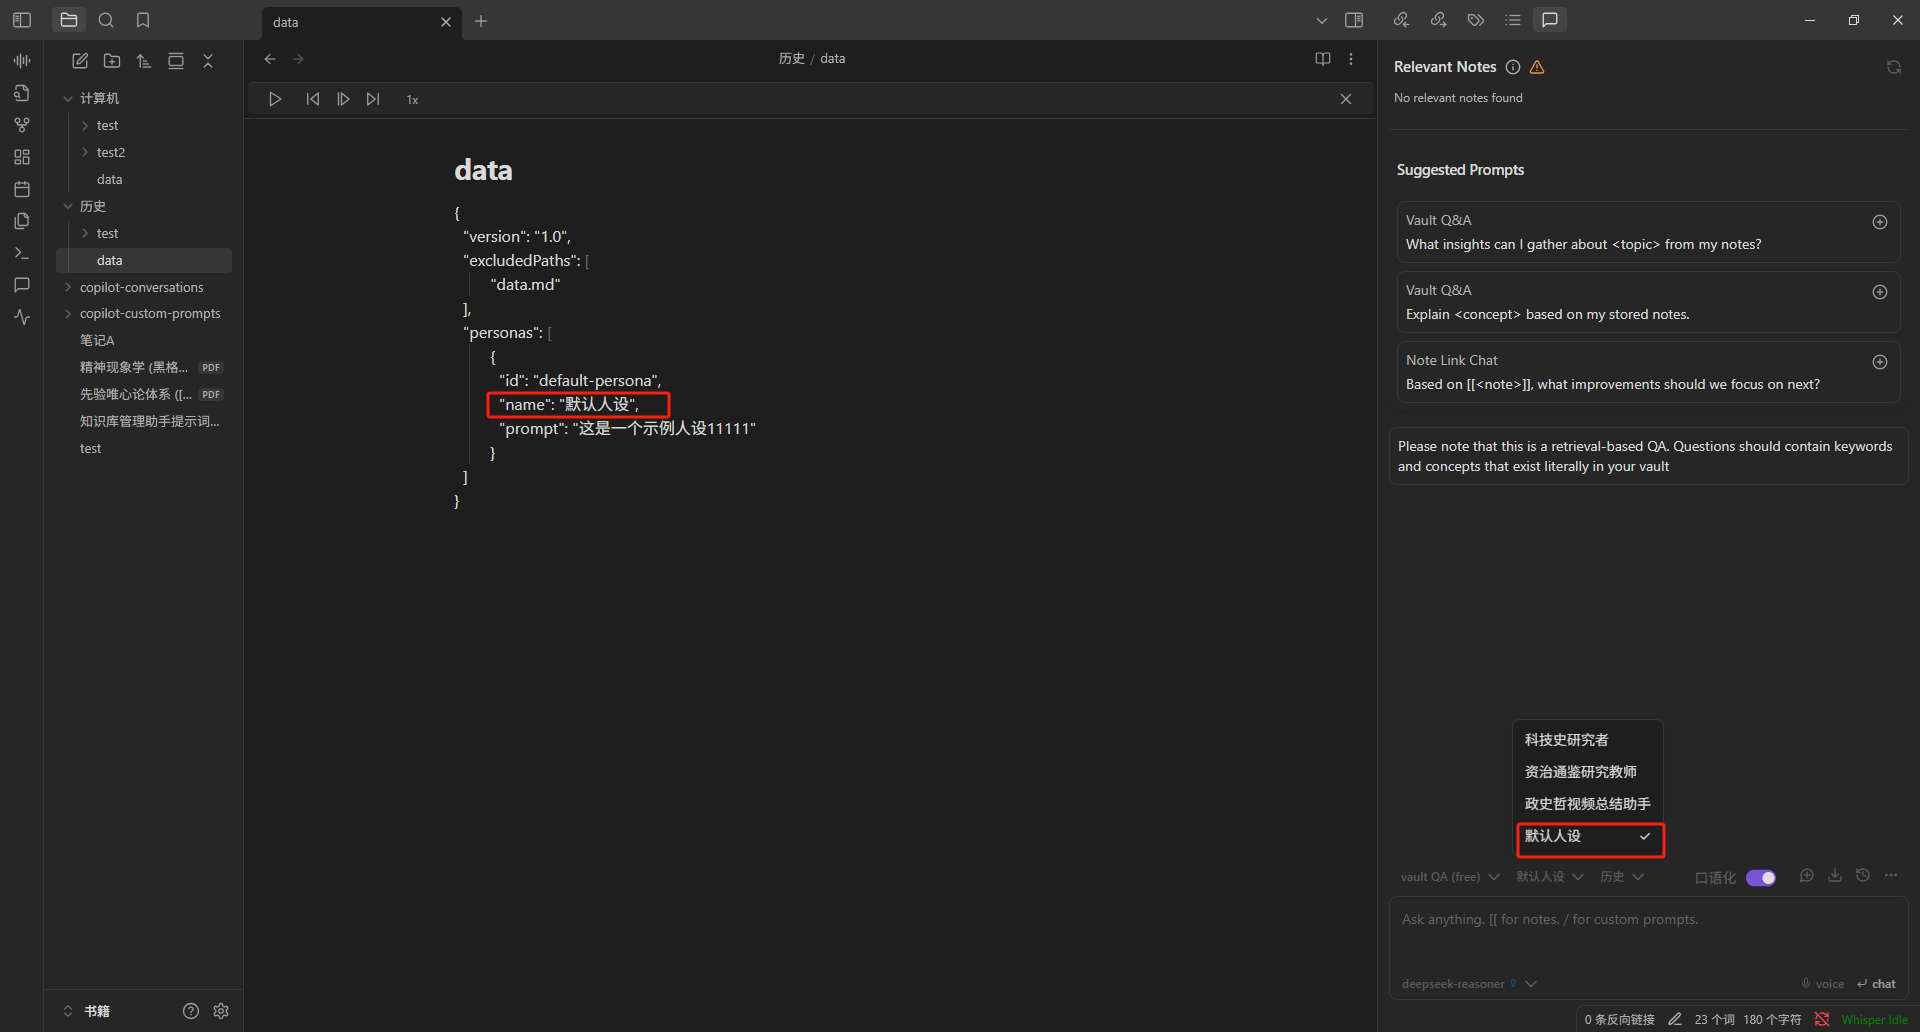 data
历史 / data
1x
计算机
test
test2
data
历史
test
data
copilot-conversations
copilot-custom-prompts
笔记A
精神现象学 (黑格... PDF
先验唯心论体系 ([... PDF
知识库管理助手提示词...
test
书籍
data
{
"version": "1.0",
"excludedPaths": [
"data.md"
],
"personas": [
{
"id": "default-persona",
"name": "默认人设",
"prompt": "这是一个示例人设11111"
}
]
}
Relevant Notes
No relevant notes found
Suggested Prompts
Vault Q&A
What insights can I gather about <topic> from my notes?
Vault Q&A
Explain <concept> based on my stored notes.
Note Link Chat
Based on [[<note>]], what improvements should we focus on next?
Please note that this is a retrieval-based QA. Questions should contain keywords
and concepts that exist literally in your vault
科技史研究者
资治通鉴研究教师
政史哲视频总结助手
默认人设
vault QA (free) 默认人设 历史 口语化
Ask anything. [[ for notes. / for custom prompts.
deepseek-reasoner voice chat
0 条反向链接 23 个词 180 个字符 Whisper Idle